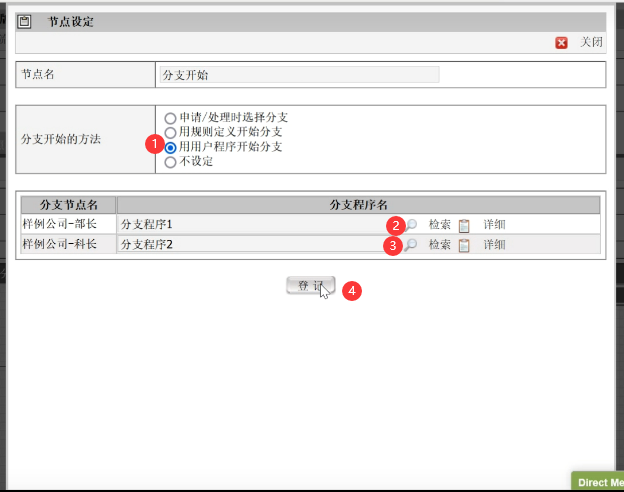 节点设定
关闭
节点名 分支开始
申请/处理时选择分支
用规则定义开始分支
分支开始的方法 1 用用户程序开始分支
不设定
分支节点名 分支程序名
样例公司-部长 分支程序1 2 检索 详细
样例公司-科长 分支程序2 3 检索 详细
登记 4
Direct Me